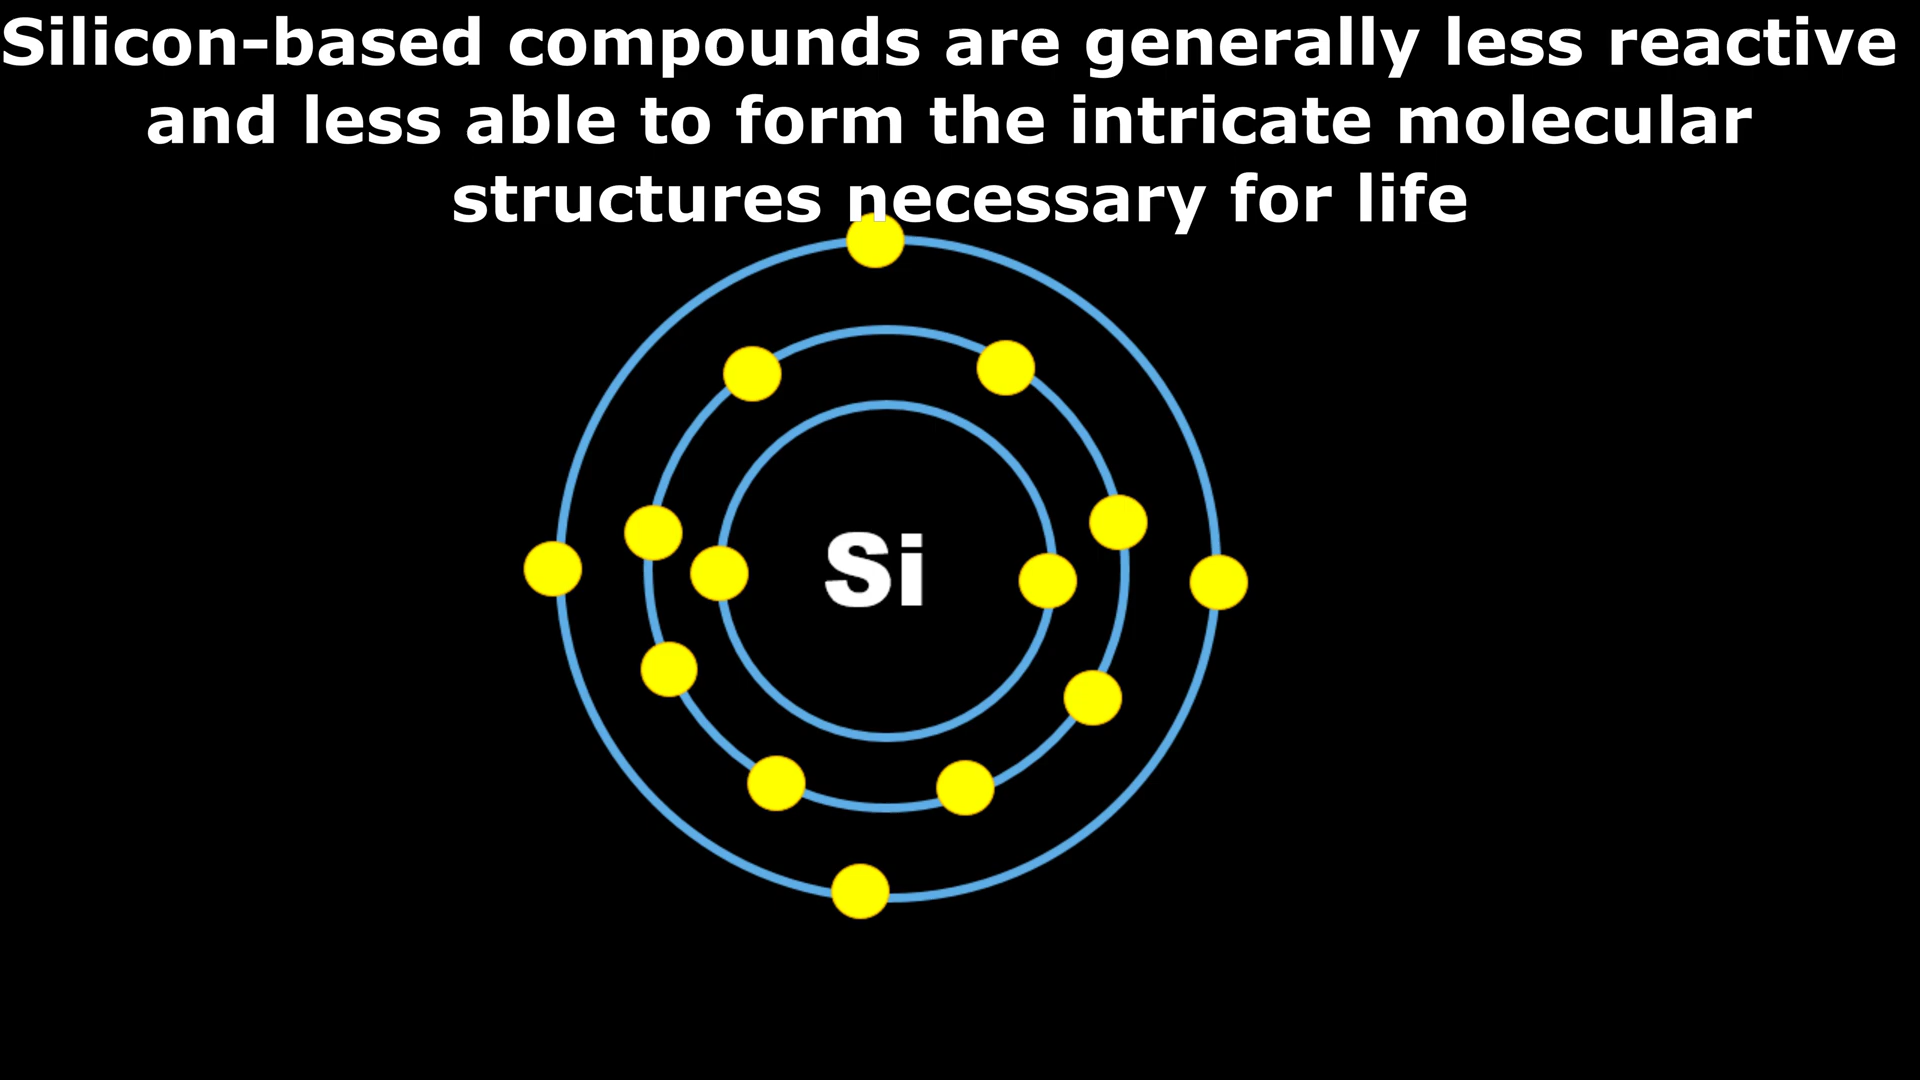 Silicon-based compounds are generally less reactive
and less able to form the intricate molecular
structures necessary for life
Si